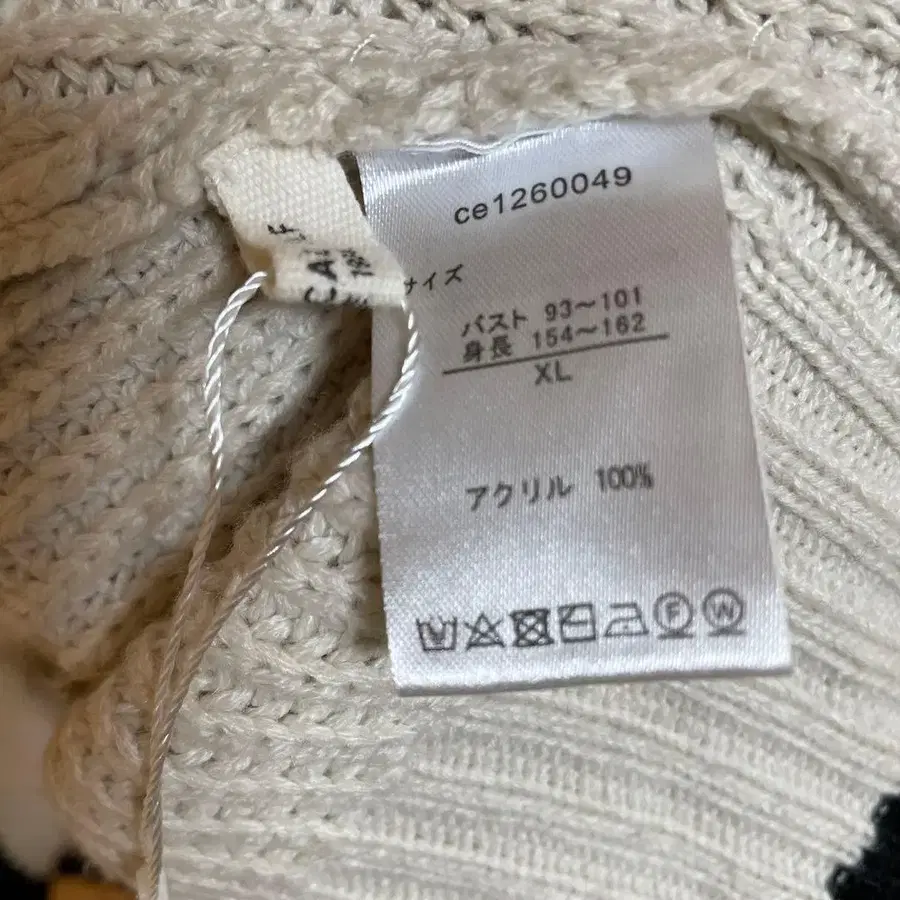 ce1260049
サイズ
バスト 93〜101
身長 154〜162
XL
アクリル 100%
F W